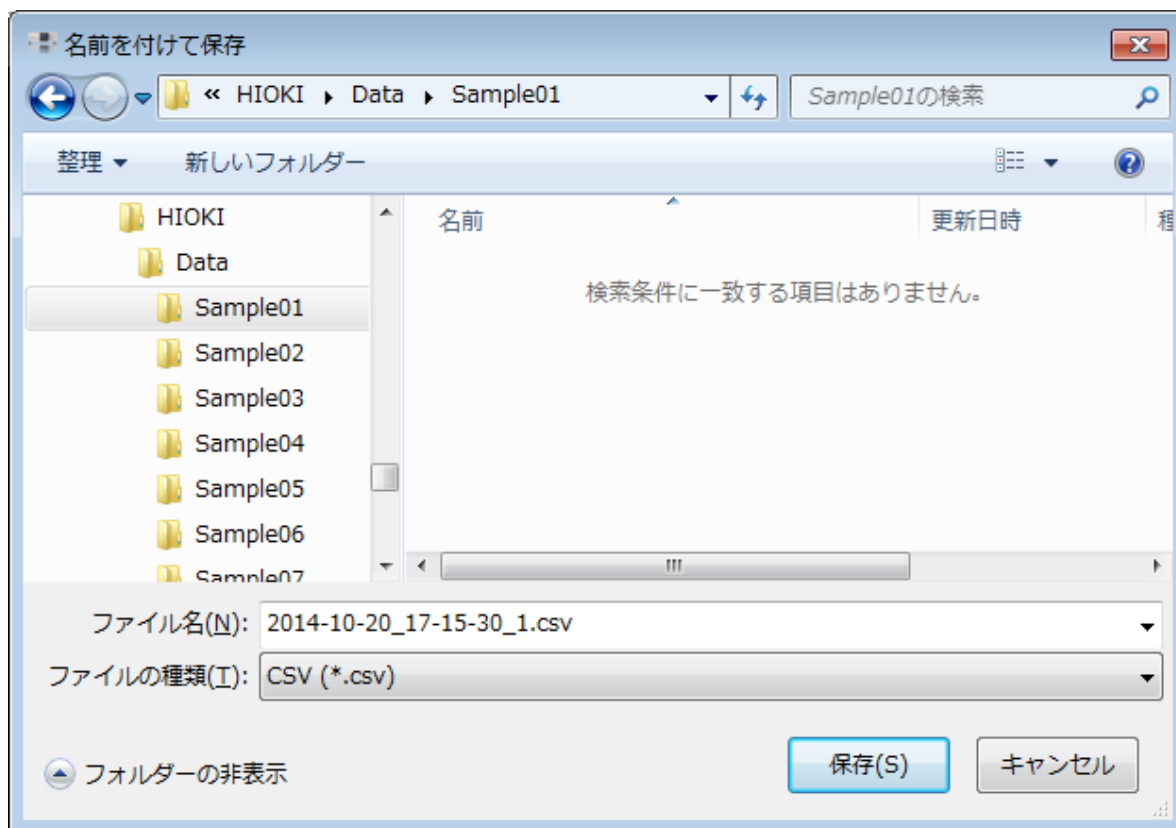 名前を付けて保存
« HIOKI ▸ Data ▸ Sample01
Sample01の検索
整理 新しいフォルダー
HIOKI
Data
Sample01
Sample02
Sample03
Sample04
Sample05
Sample06
Sample07
名前 更新日時 種
検索条件に一致する項目はありません。
ファイル名(N): 2014-10-20_17-15-30_1.csv
ファイルの種類(T): CSV (*.csv)
フォルダーの非表示
保存(S) キャンセル